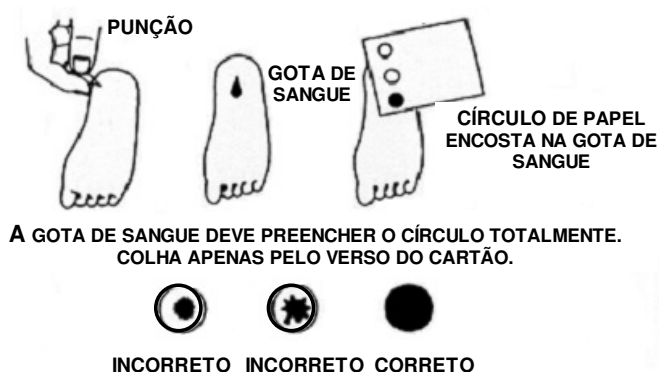 PUNÇÃO
GOTA DE
SANGUE
CÍRCULO DE PAPEL
ENCOSTA NA GOTA DE
SANGUE
A GOTA DE SANGUE DEVE PREENCHER O CÍRCULO TOTALMENTE.
COLHA APENAS PELO VERSO DO CARTÃO.
INCORRETO INCORRETO CORRETO